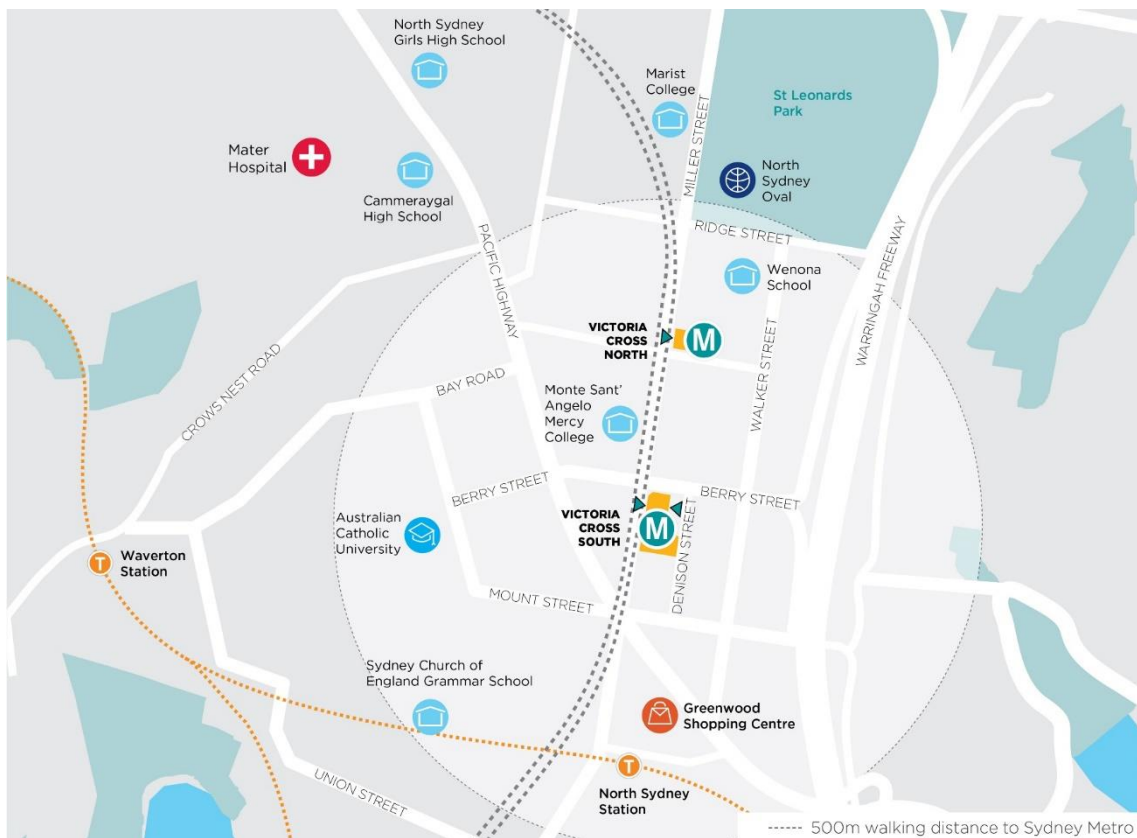 North Sydney
Girls High School
Marist
College
St Leonards
Park
Mater
Hospital
MILLER STREET
North
Sydney
Oval
Cammeraygal
High School
PACIFIC HIGHWAY
RIDGE STREET
WARRINGAH FREEWAY
Wenona
School
VICTORIA
CROSS
NORTH
M
WALKER STREET
CROWS NEST ROAD
BAY ROAD
Monte Sant'
Angelo
Mercy
College
BERRY STREET
BERRY STREET
Australian
Catholic
University
VICTORIA
CROSS
SOUTH
M
DENISON STREET
T
Waverton
Station
MOUNT STREET
Sydney Church of
England Grammar School
Greenwood
Shopping Centre
T
North Sydney
Station
UNION STREET
500m walking distance to Sydney Metro